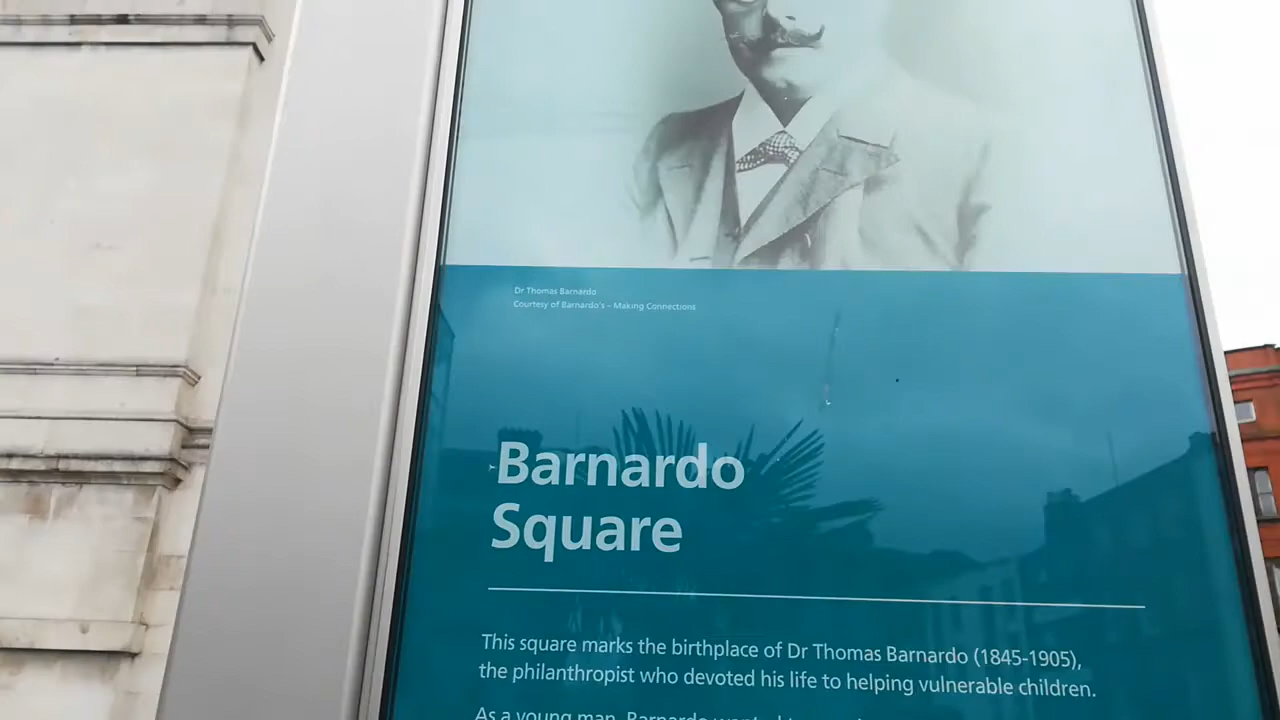 Dr Thomas Barnardo
Courtesy of Barnardo's – Making Connections
Barnardo
Square
This square marks the birthplace of Dr Thomas Barnardo (1845-1905),
the philanthropist who devoted his life to helping vulnerable children.
As a young man, Barnardo wanted